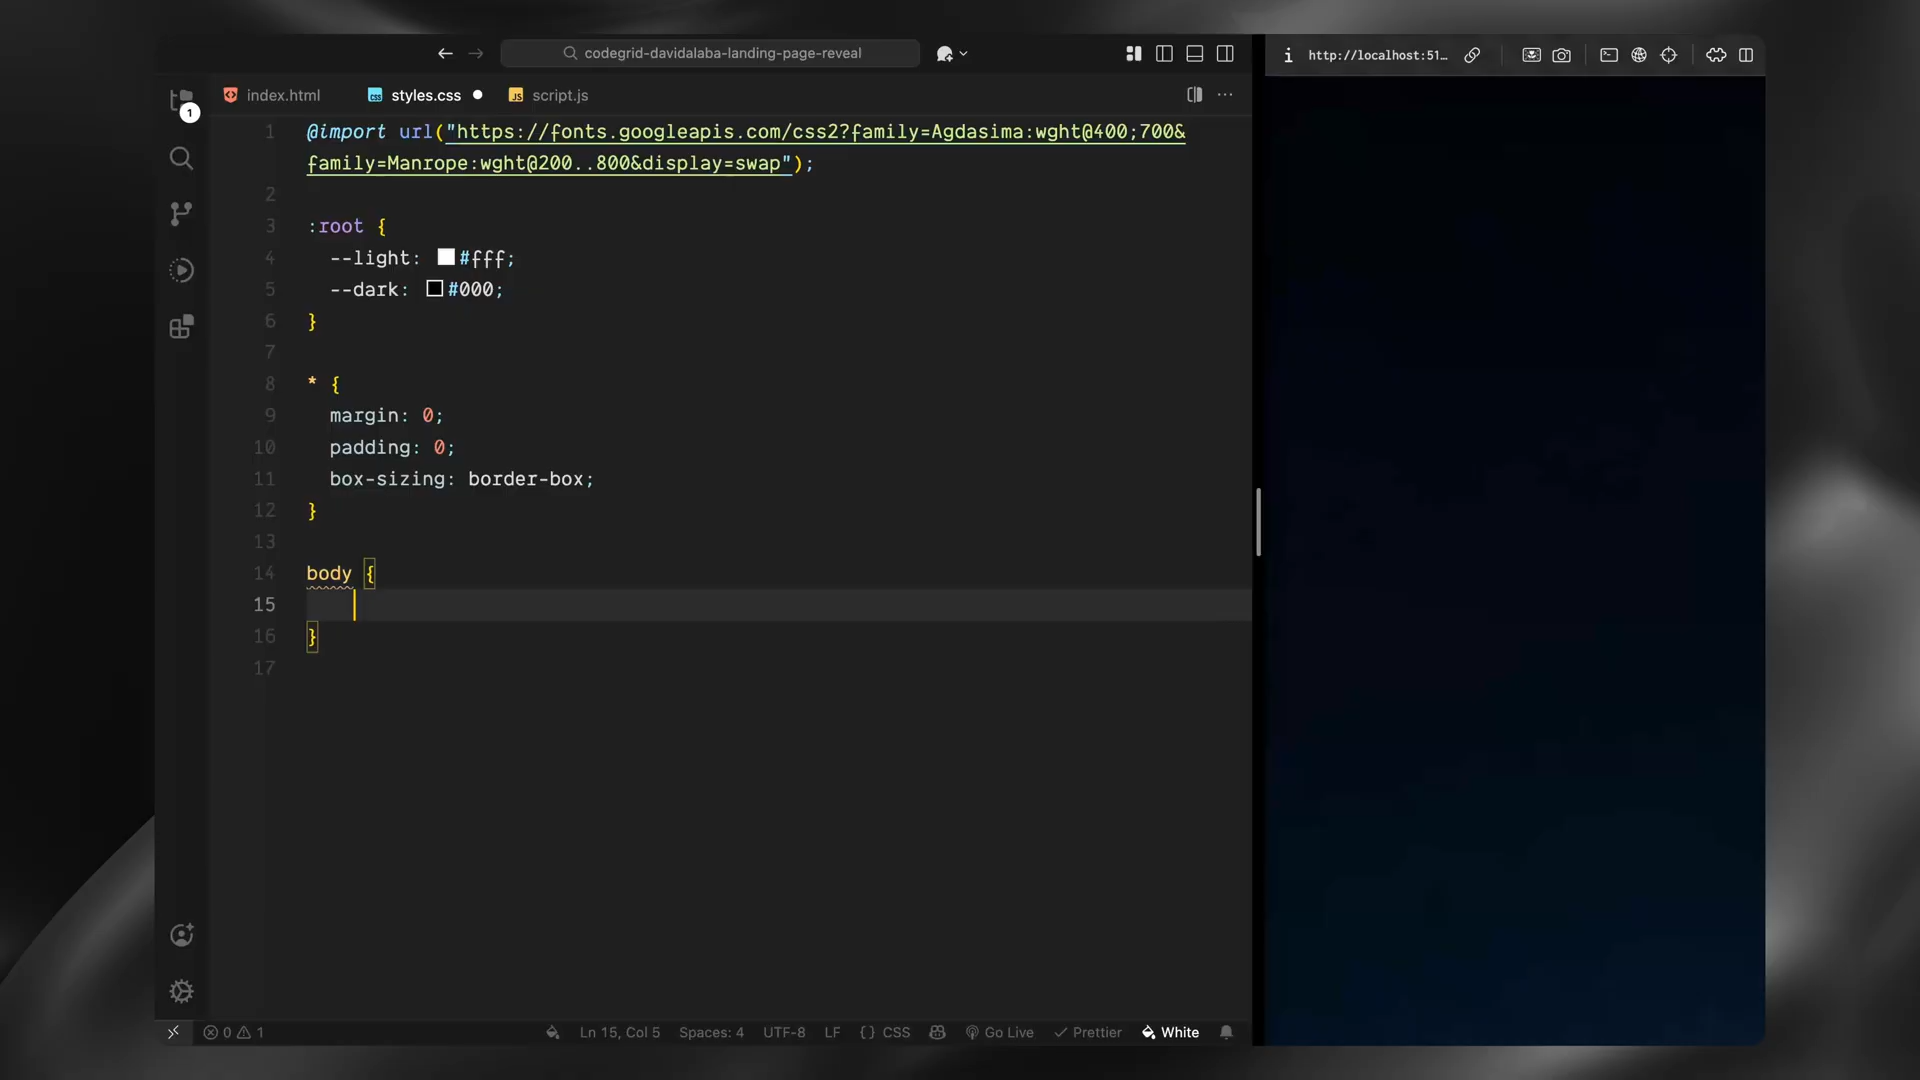 codegrid-davidalaba-landing-page-reveal
http://localhost:51…
1
index.html
styles.css
script.js
1 @import url("https://fonts.googleapis.com/css2?family=Agdasima:wght@400;700&
family=Manrope:wght@200..800&display=swap");
2
3 :root {
4 --light: #fff;
5 --dark: #000;
6 }
7
8 * {
9 margin: 0;
10 padding: 0;
11 box-sizing: border-box;
12 }
13
14 body {
15
16 }
17
0 1 Ln 15, Col 5 Spaces: 4 UTF-8 LF {} CSS Go Live Prettier White